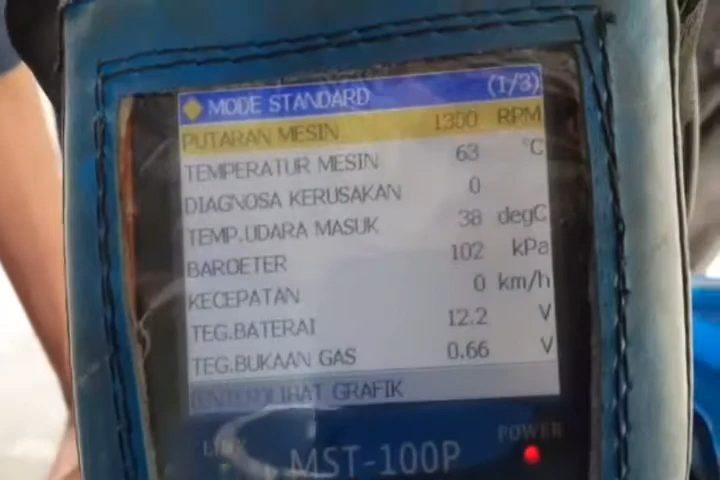 MODE STANDARD (1/3)
PUTARAN MESIN 1300 RPM
TEMPERATUR MESIN 63 °C
DIAGNOSA KERUSAKAN 0
TEMP.UDARA MASUK 38 degC
BAROETER 102 kPa
KECEPATAN 0 km/h
TEG.BATERAI 12.2 V
TEG.BUKAAN GAS 0.66 V
GRAFIK
LINK POWER
MST-100P